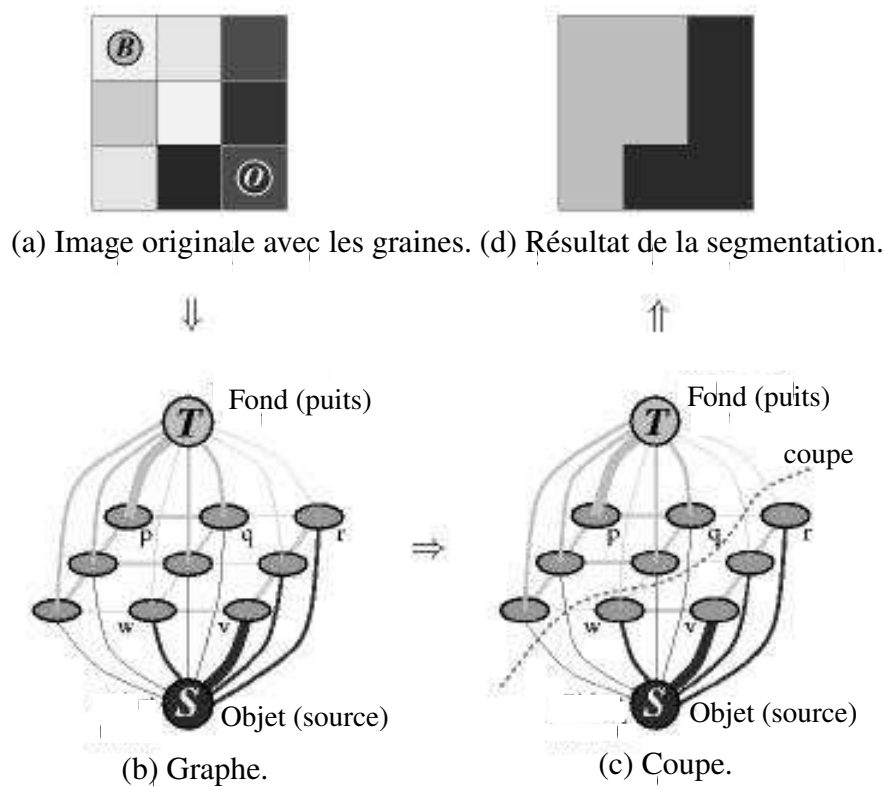 B
O
(a) Image originale avec les graines. (d) Résultat de la segmentation.
⇓
⇑
T
Fond (puits)
p
q
r
w
v
S
Objet (source)
(b) Graphe.
⇒
T
Fond (puits)
coupe
p
q
r
w
v
S
Objet (source)
(c) Coupe.